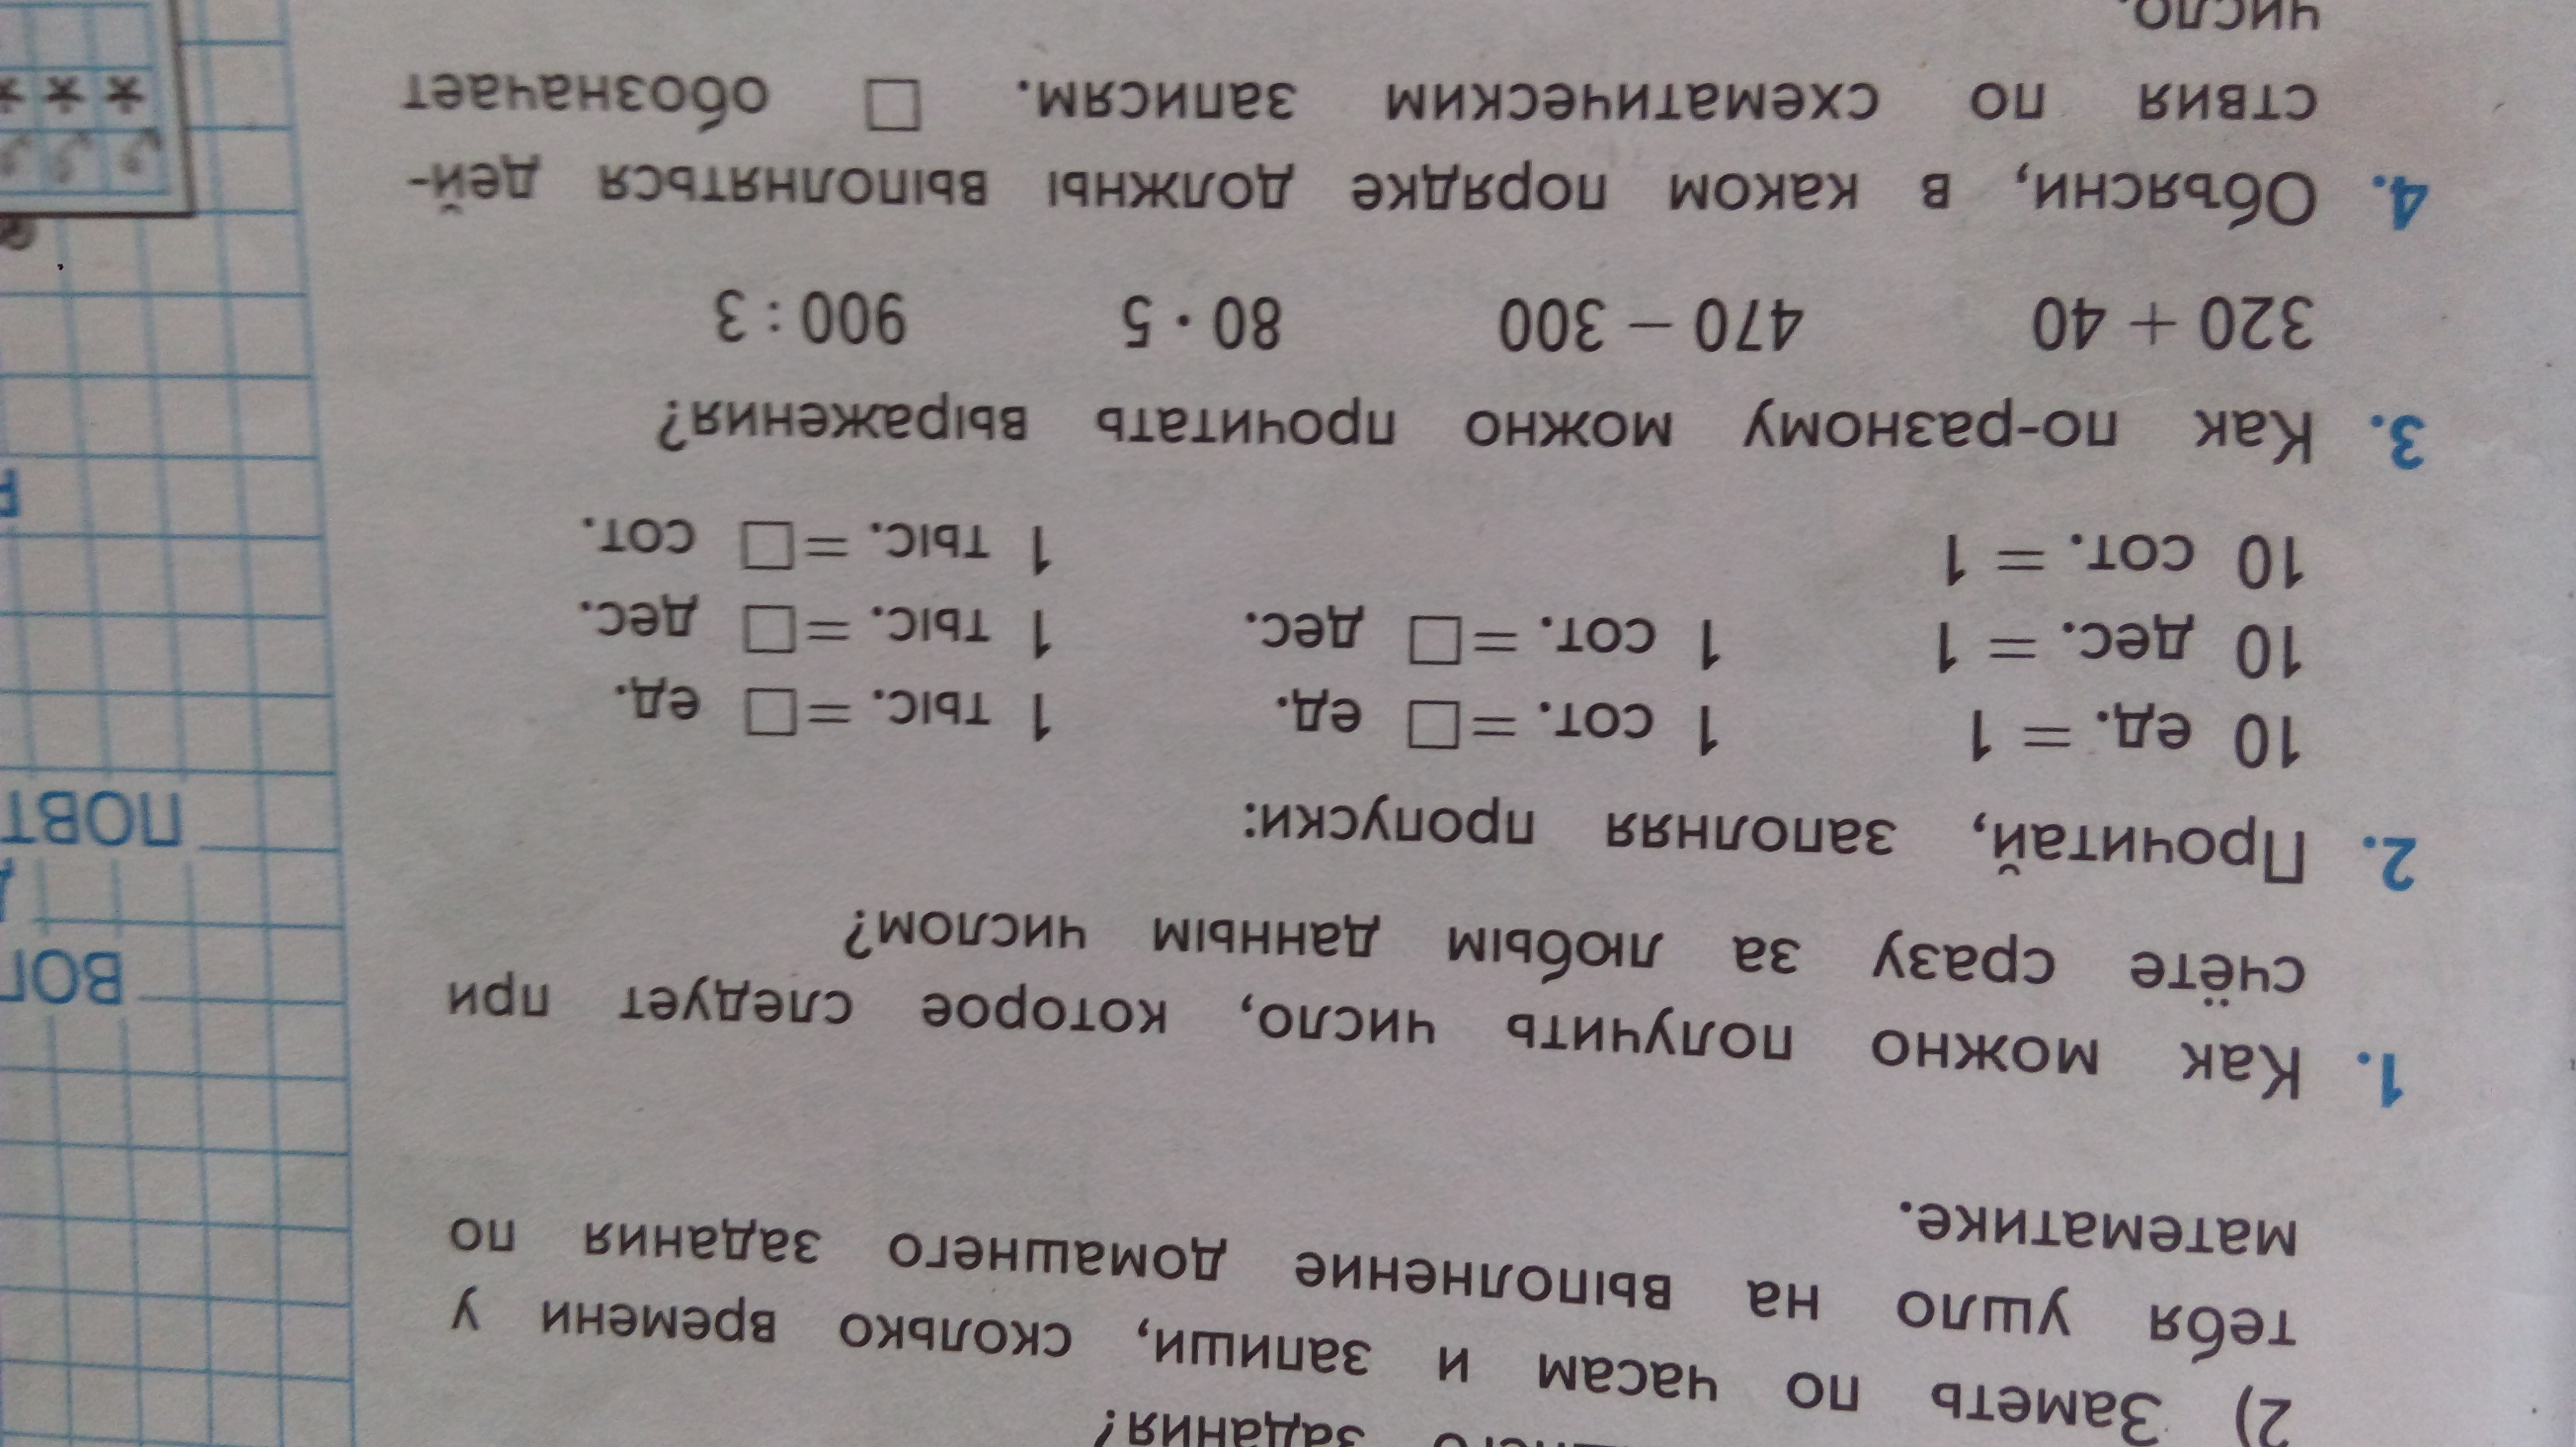 задания?
2) Заметь по часам и запиши, сколько времени у
тебя ушло на выполнение домашнего задания по
математике.
1. Как можно получить число, которое следует при
счёте сразу за любым данным числом?
2. Прочитай, заполняя пропуски:
10 ед. = 1 1 сот. = □ ед. 1 тыс. = □ ед.
10 дес. = 1 1 сот. = □ дес. 1 тыс. = □ дес.
10 сот. = 1 1 тыс. = □ сот.
3. Как по-разному можно прочитать выражения?
320 + 40 470 − 300 80 · 5 900 : 3
4. Объясни, в каком порядке должны выполняться дей-
ствия по схематическим записям. □ обозначает
число.
ПОВТ
* * *